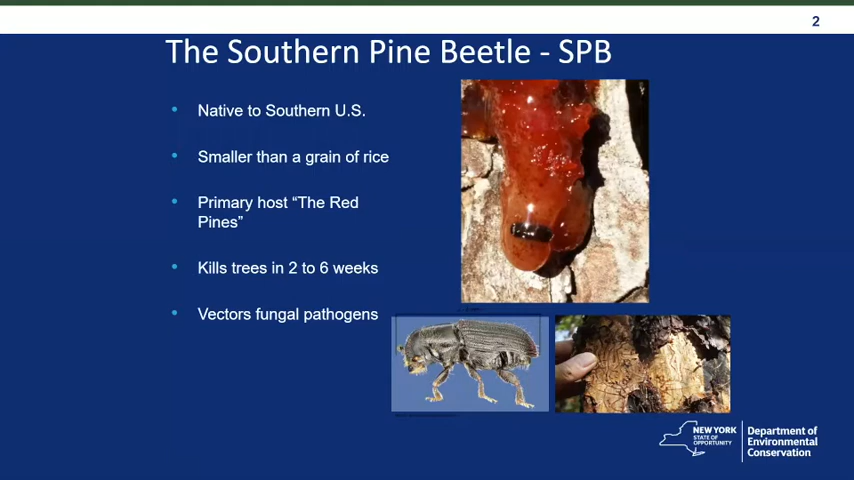 2
The Southern Pine Beetle - SPB
• Native to Southern U.S.
• Smaller than a grain of rice
• Primary host “The Red
Pines”
• Kills trees in 2 to 6 weeks
• Vectors fungal pathogens
NEW YORK
STATE OF
OPPORTUNITY
Department of
Environmental
Conservation